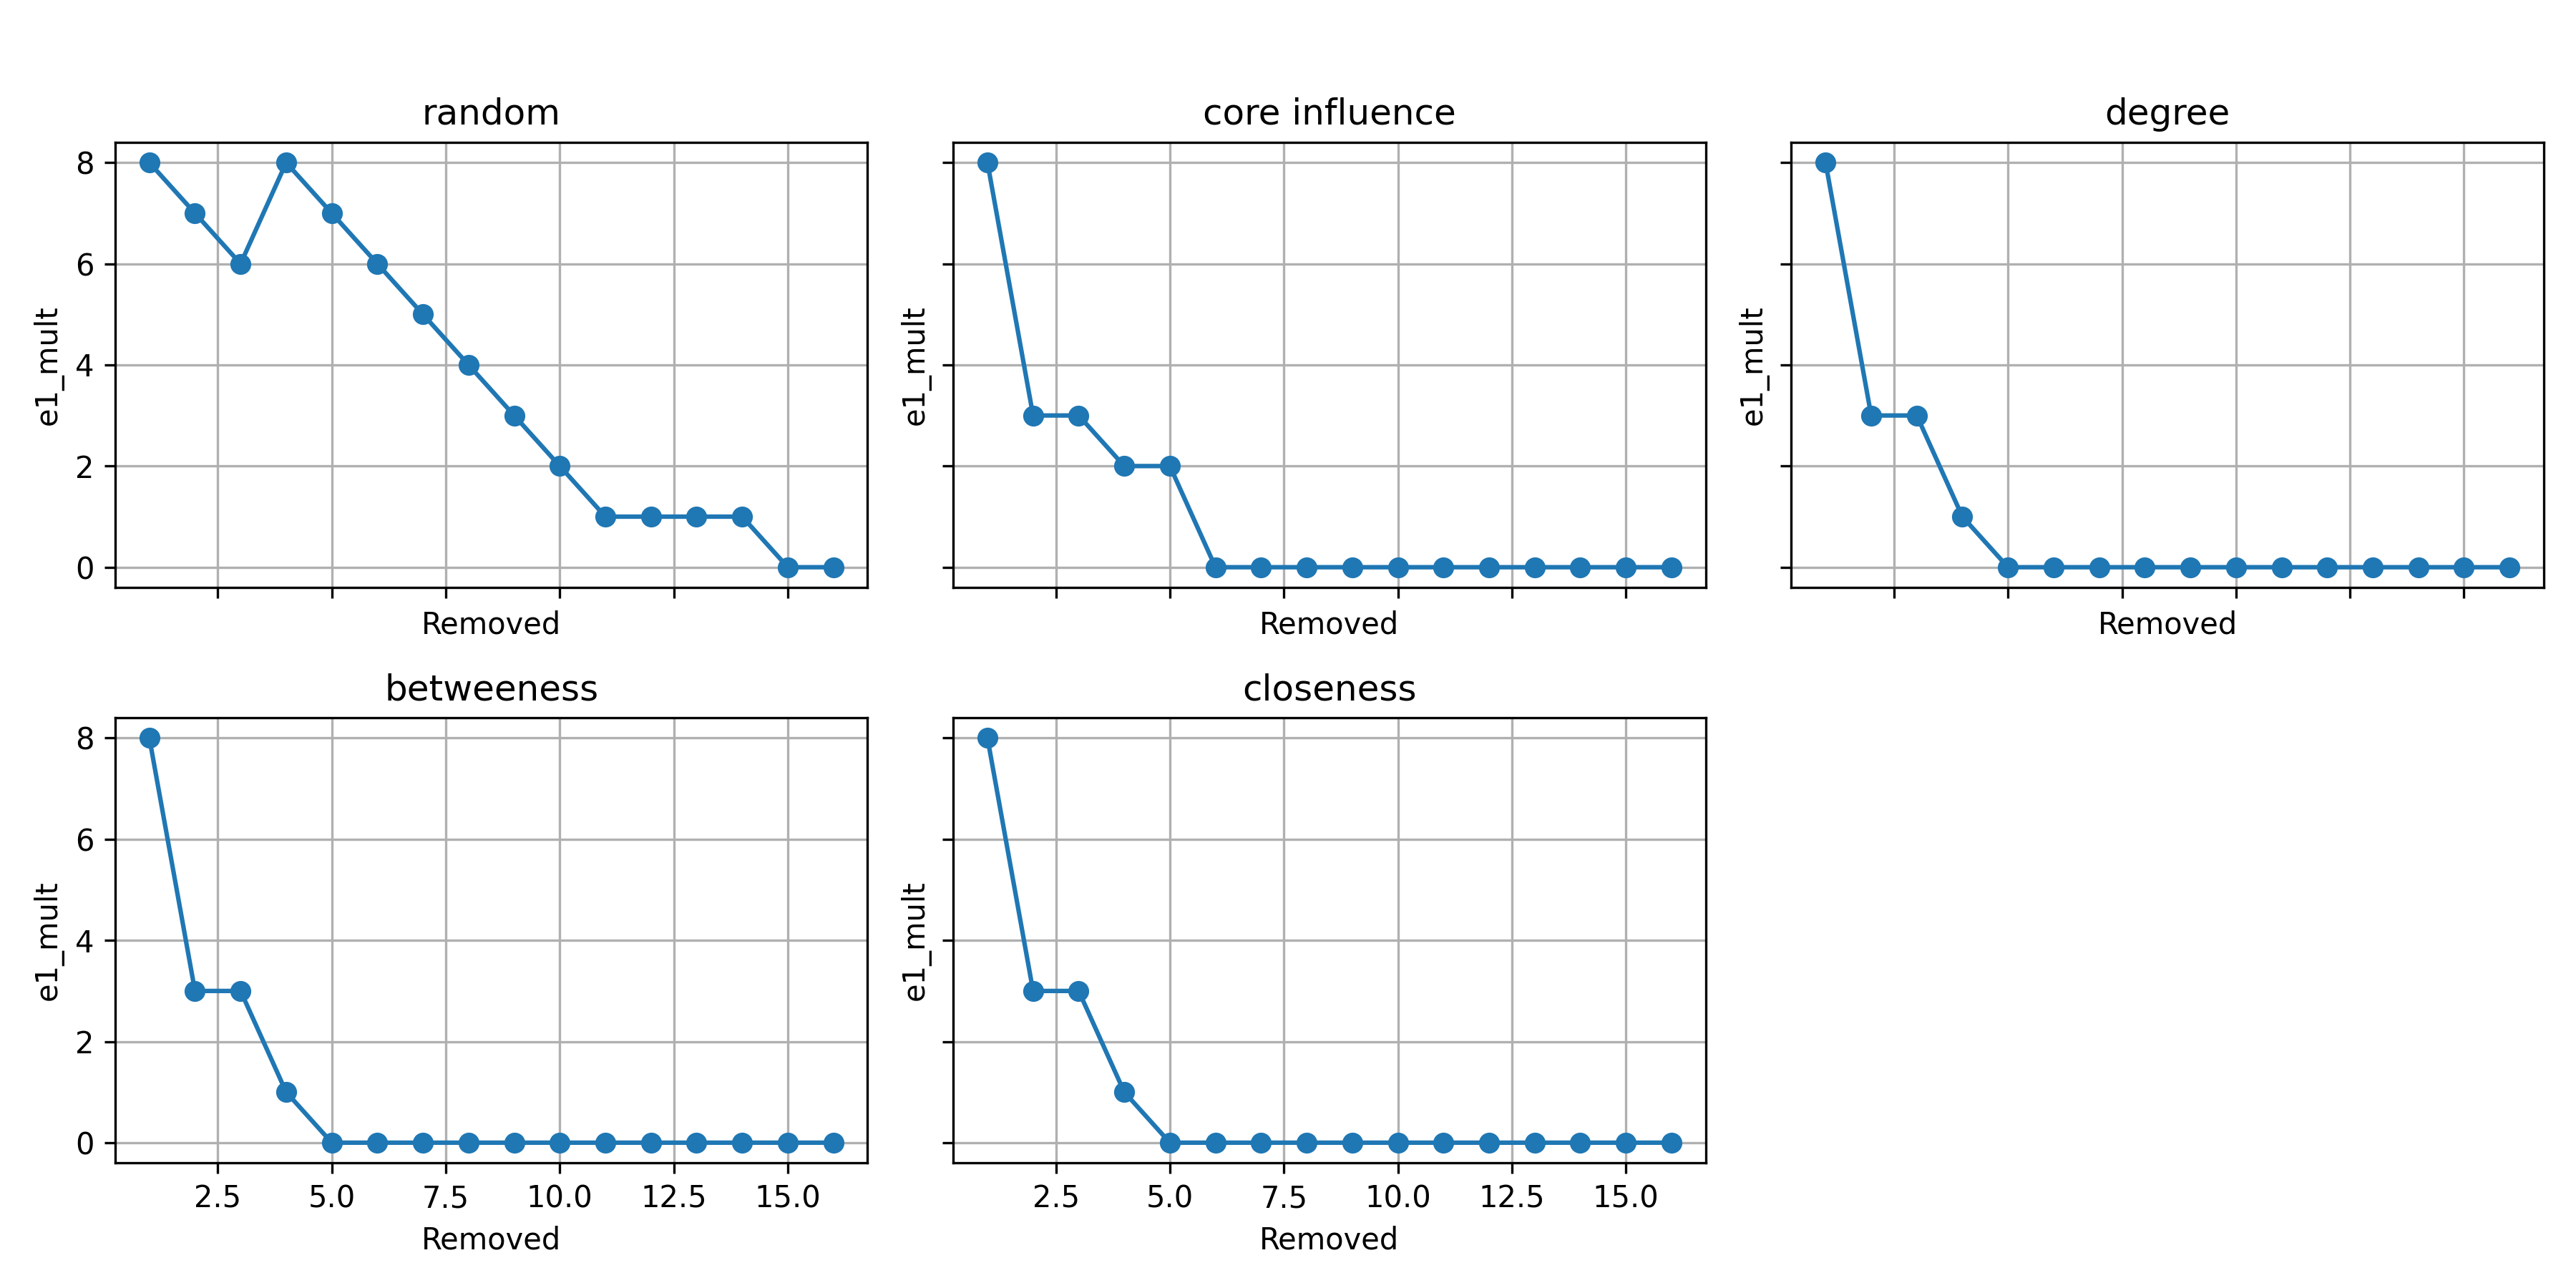 random
core influence
degree
8
6
4
2
0
e1_mult
e1_mult
e1_mult
Removed
Removed
Removed
betweeness
closeness
8
6
4
2
0
e1_mult
e1_mult
2.5 5.0 7.5 10.0 12.5 15.0
2.5 5.0 7.5 10.0 12.5 15.0
Removed
Removed